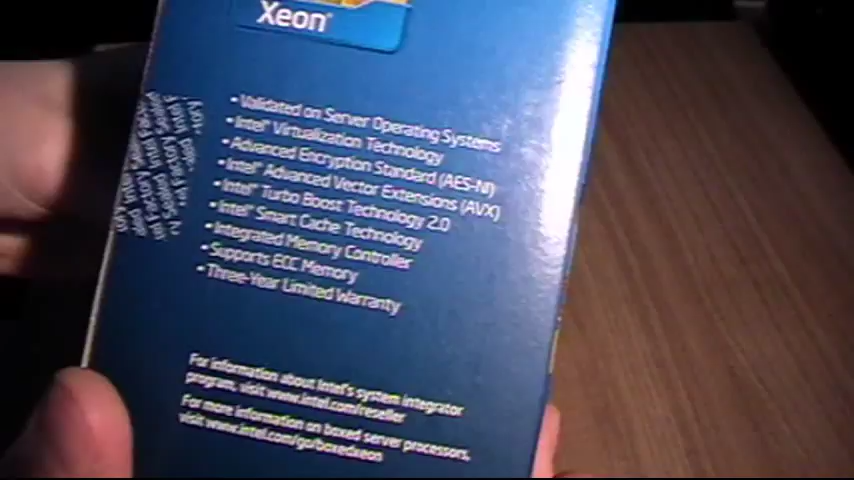 Xeon®
• Validated on Server Operating Systems
• Intel® Virtualization Technology
• Advanced Encryption Standard (AES-NI)
• Intel® Advanced Vector Extensions (AVX)
• Intel® Turbo Boost Technology 2.0
• Intel® Smart Cache Technology
• Integrated Memory Controller
• Supports ECC Memory
• Three-Year Limited Warranty
For information about Intel's system integrator
program, visit www.intel.com/reseller
For more information on boxed server processors,
visit www.intel.com/go/boxedxeon